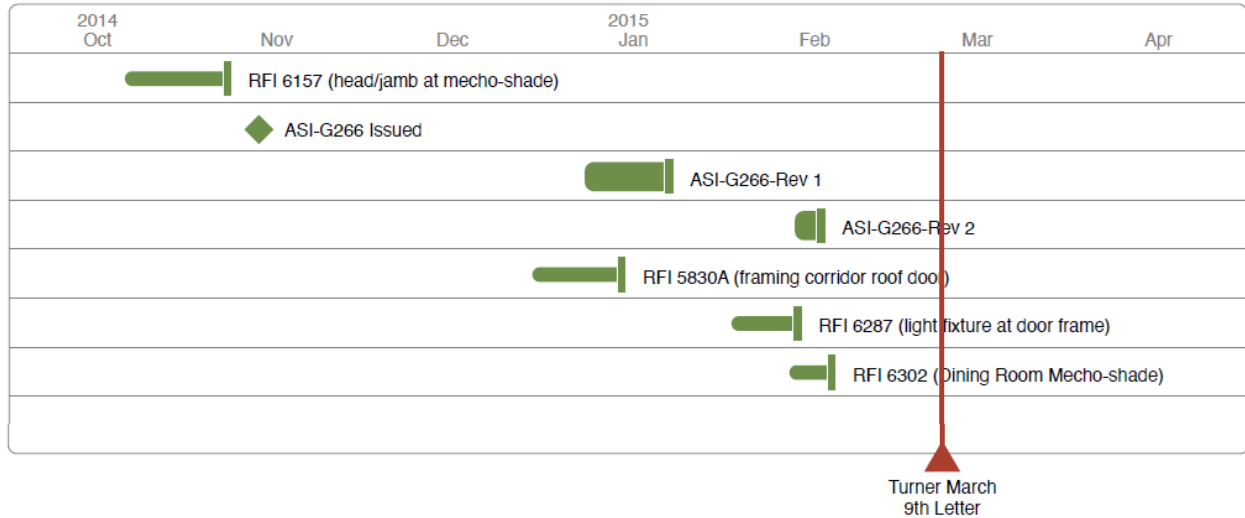 2014 2015
Oct Nov Dec Jan Feb Mar Apr
RFI 6157 (head/jamb at mecho-shade)
ASI-G266 Issued
ASI-G266-Rev 1
ASI-G266-Rev 2
RFI 5830A (framing corridor roof door)
RFI 6287 (light fixture at door frame)
RFI 6302 (Dining Room Mecho-shade)
Turner March
9th Letter